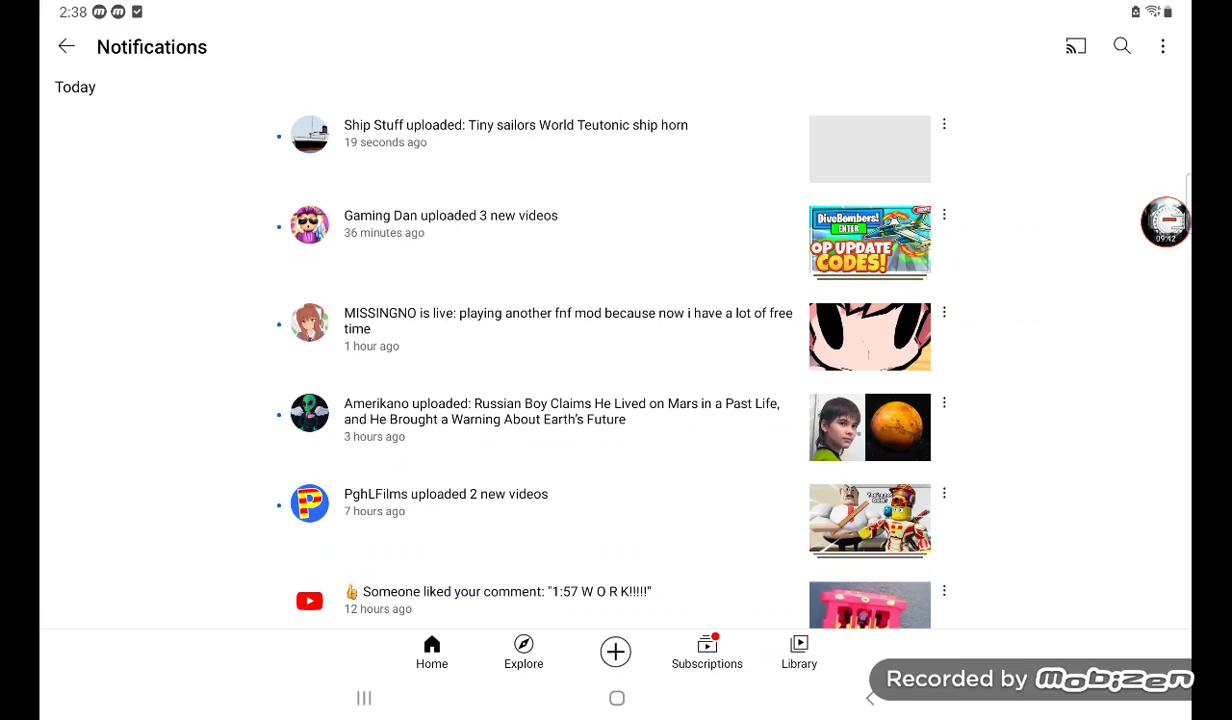 2:38
Notifications
Today
Ship Stuff uploaded: Tiny sailors World Teutonic ship horn
19 seconds ago
Gaming Dan uploaded 3 new videos
36 minutes ago
DiveBombers!
ENTER
OP UPDATE
CODES!
09:42
MISSINGNO is live: playing another fnf mod because now i have a lot of free
time
1 hour ago
Amerikano uploaded: Russian Boy Claims He Lived on Mars in a Past Life,
and He Brought a Warning About Earth's Future
3 hours ago
P
PghLFilms uploaded 2 new videos
7 hours ago
👍 Someone liked your comment: "1:57 W O R K!!!!!"
12 hours ago
Home
Explore
Subscriptions
Library
Recorded by mobizen